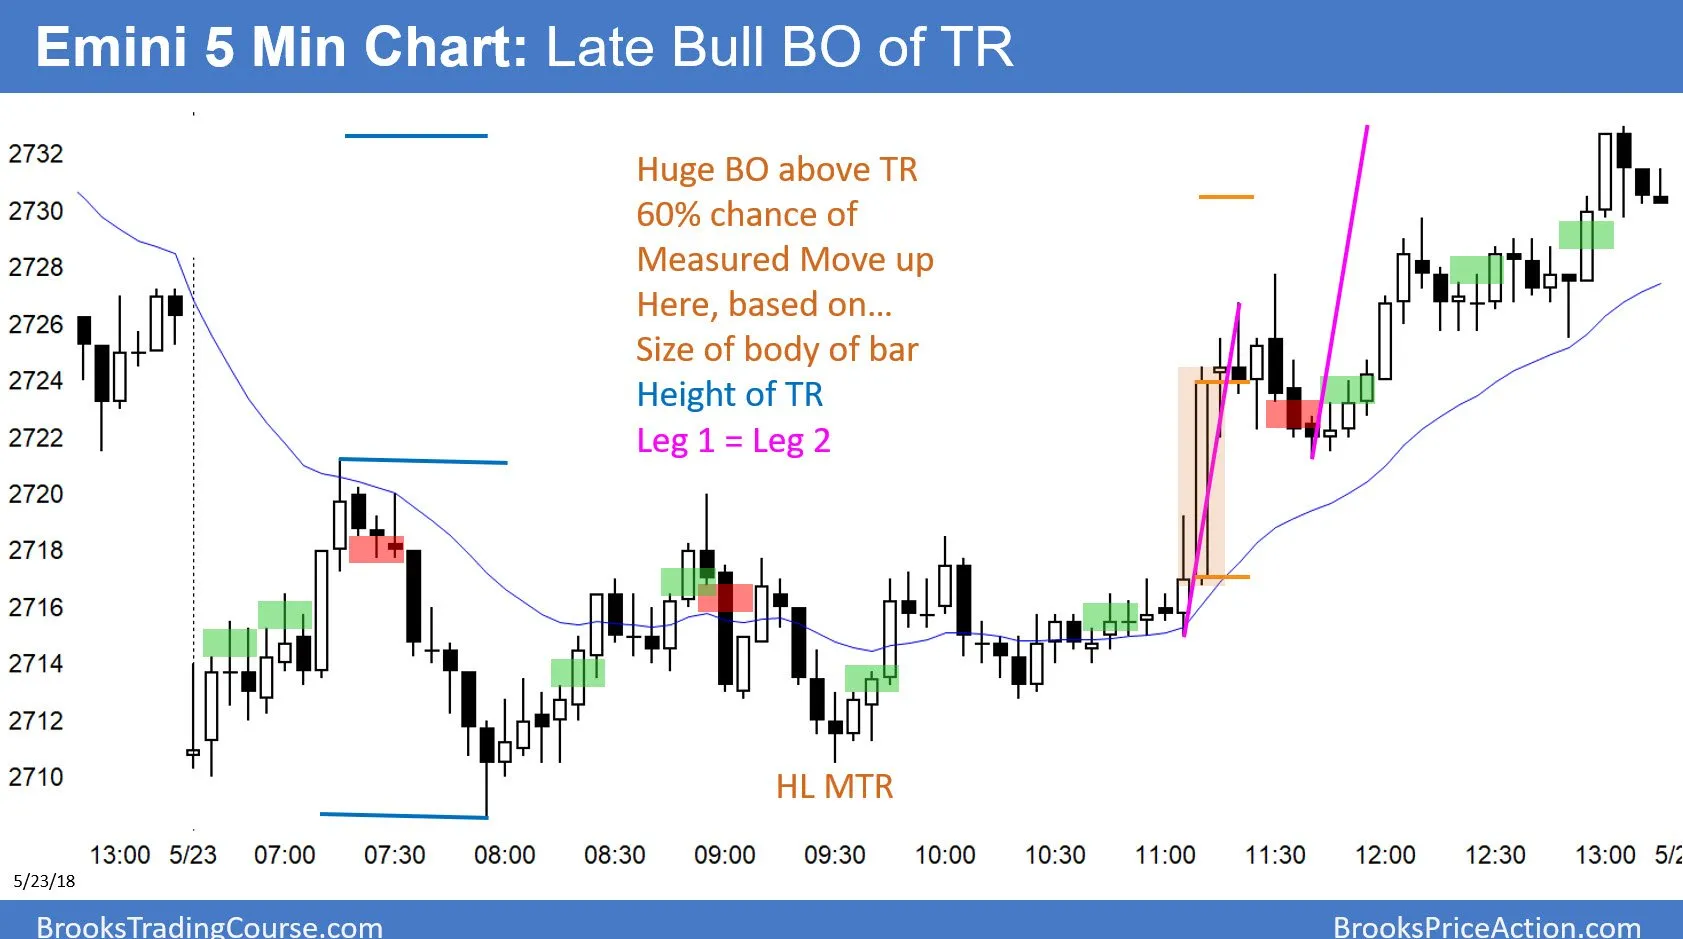 Emini 5 Min Chart: Late Bull BO of TR
2732
2730
2728
2726
2724
2722
2720
2718
2716
2714
2712
2710
Huge BO above TR
60% chance of
Measured Move up
Here, based on...
Size of body of bar
Height of TR
Leg 1 = Leg 2
HL MTR
13:00 5/23 07:00 07:30 08:00 08:30 09:00 09:30 10:00 10:30 11:00 11:30 12:00 12:30 13:00 5/2
5/23/18
BrooksTradingCourse.com
BrooksPriceAction.com